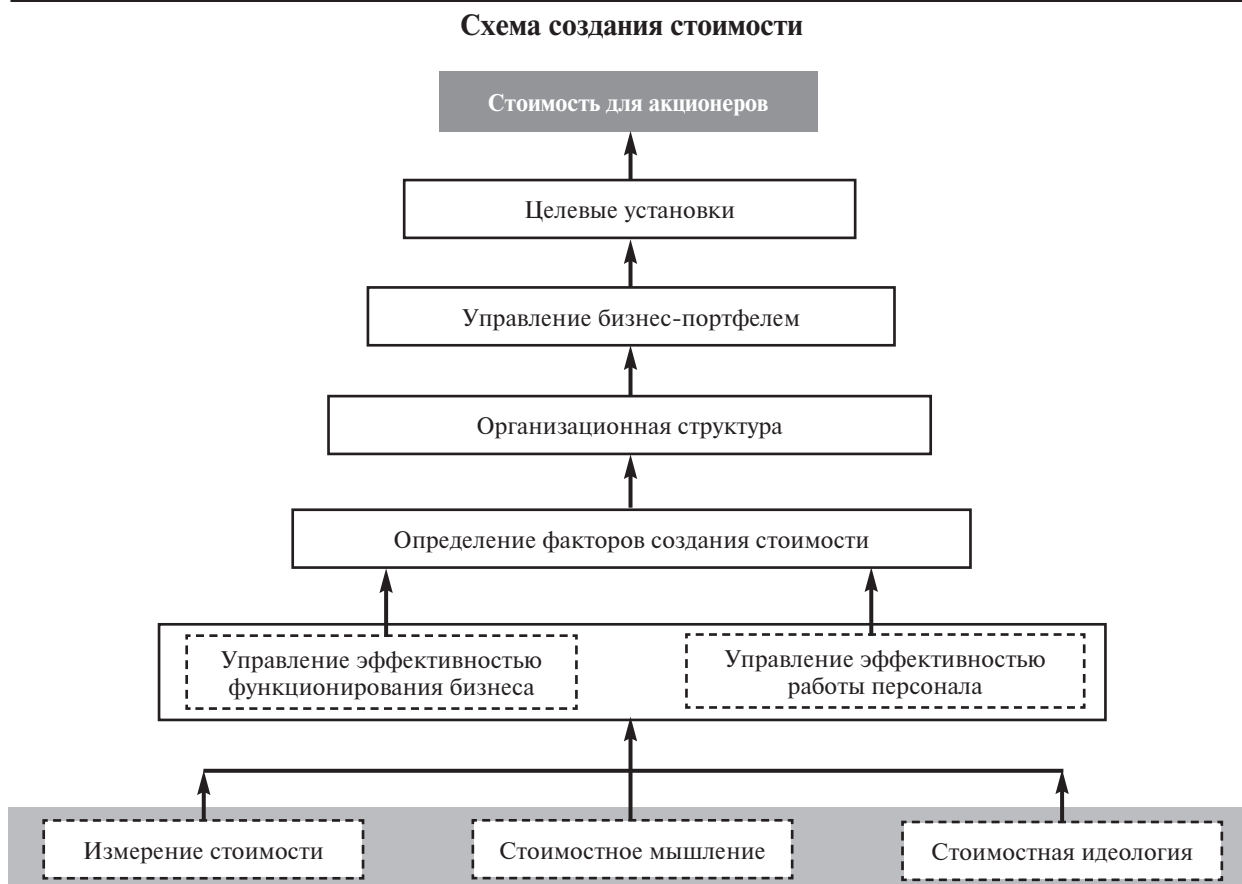 Схема создания стоимости
Стоимость для акционеров
Целевые установки
Управление бизнес-портфелем
Организационная структура
Определение факторов создания стоимости
Управление эффективностью
функционирования бизнеса
Управление эффективностью
работы персонала
Измерение стоимости
Стоимостное мышление
Стоимостная идеология